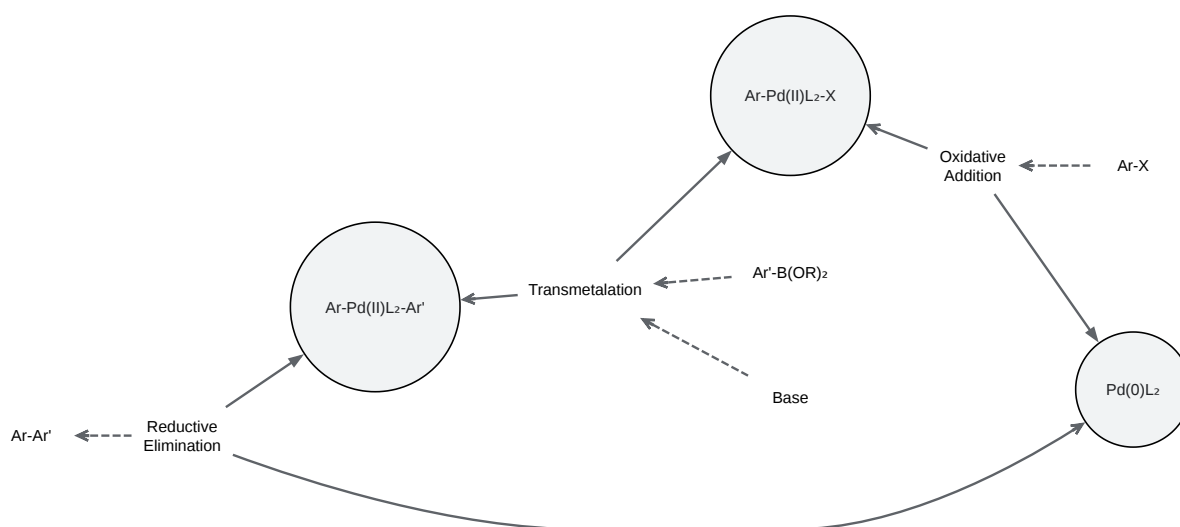 Ar-Pd(II)L₂-X
Oxidative
Addition
Ar-X
Ar'-B(OR)₂
Transmetalation
Ar-Pd(II)L₂-Ar'
Base
Pd(0)L₂
Ar-Ar'
Reductive
Elimination